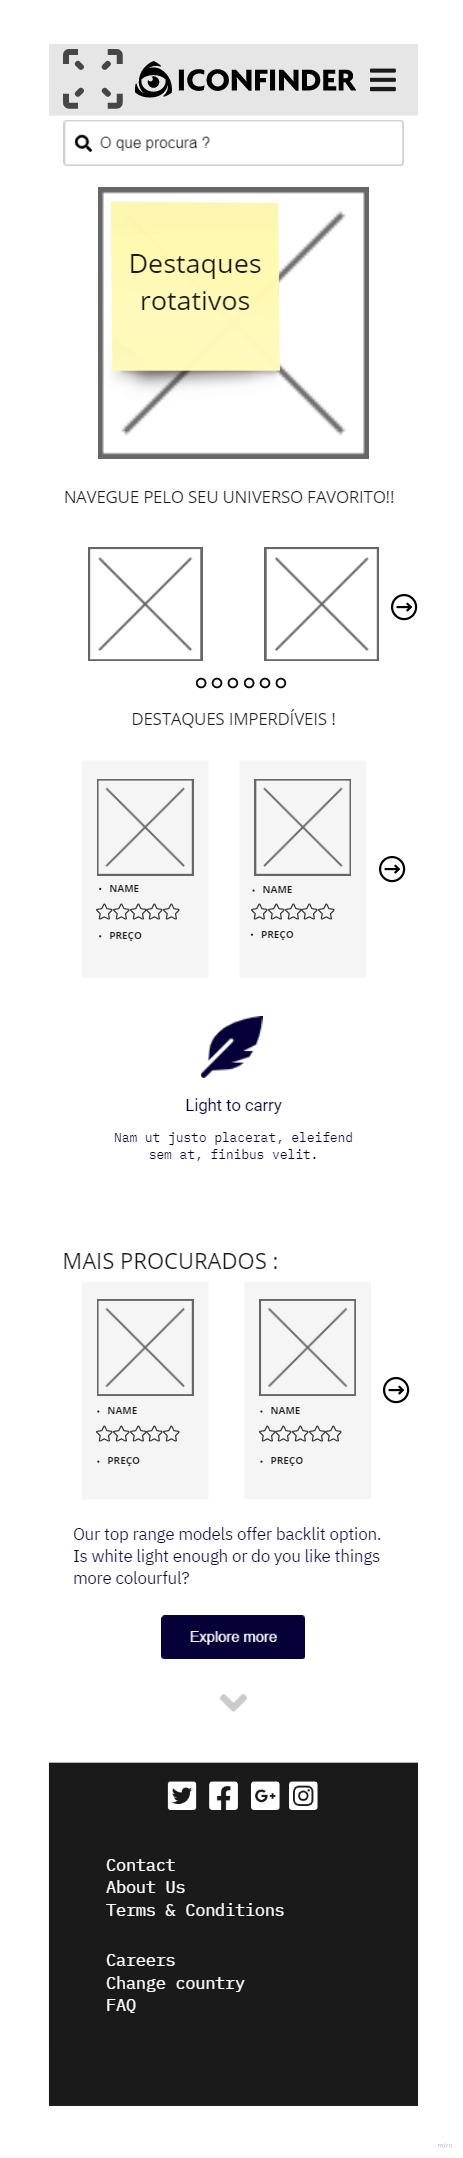 ICONFINDER
O que procura ?
Destaques
rotativos
NAVEGUE PELO SEU UNIVERSO FAVORITO!!
DESTAQUES IMPERDÍVEIS !
• NAME
• NAME
• PREÇO
• PREÇO
Light to carry
Nam ut justo placerat, eleifend
sem at, finibus velit.
MAIS PROCURADOS :
• NAME
• NAME
• PREÇO
• PREÇO
Our top range models offer backlit option.
Is white light enough or do you like things
more colourful?
Explore more
G+
Contact
About Us
Terms & Conditions
Careers
Change country
FAQ
miro